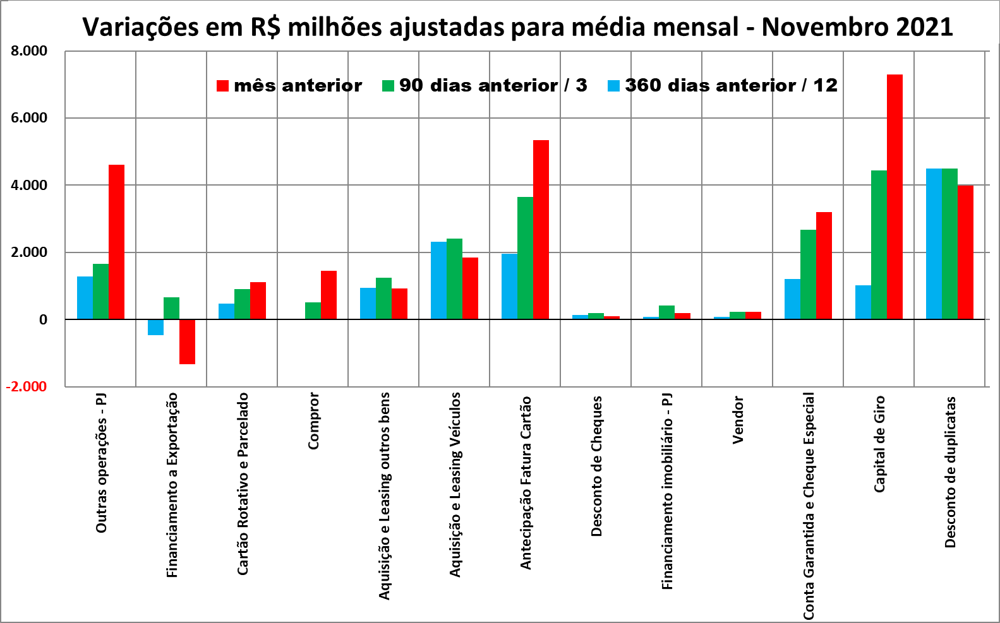 Variações em R$ milhões ajustadas para média mensal - Novembro 2021
8.000
6.000
4.000
2.000
0
-2.000
mês anterior
90 dias anterior / 3
360 dias anterior / 12
Outras operações - PJ
Financiamento a Exportação
Cartão Rotativo e Parcelado
Compror
Aquisição e Leasing outros bens
Aquisição e Leasing Veículos
Antecipação Fatura Cartão
Desconto de Cheques
Financiamento imobiliário - PJ
Vendor
Conta Garantida e Cheque Especial
Capital de Giro
Desconto de duplicatas